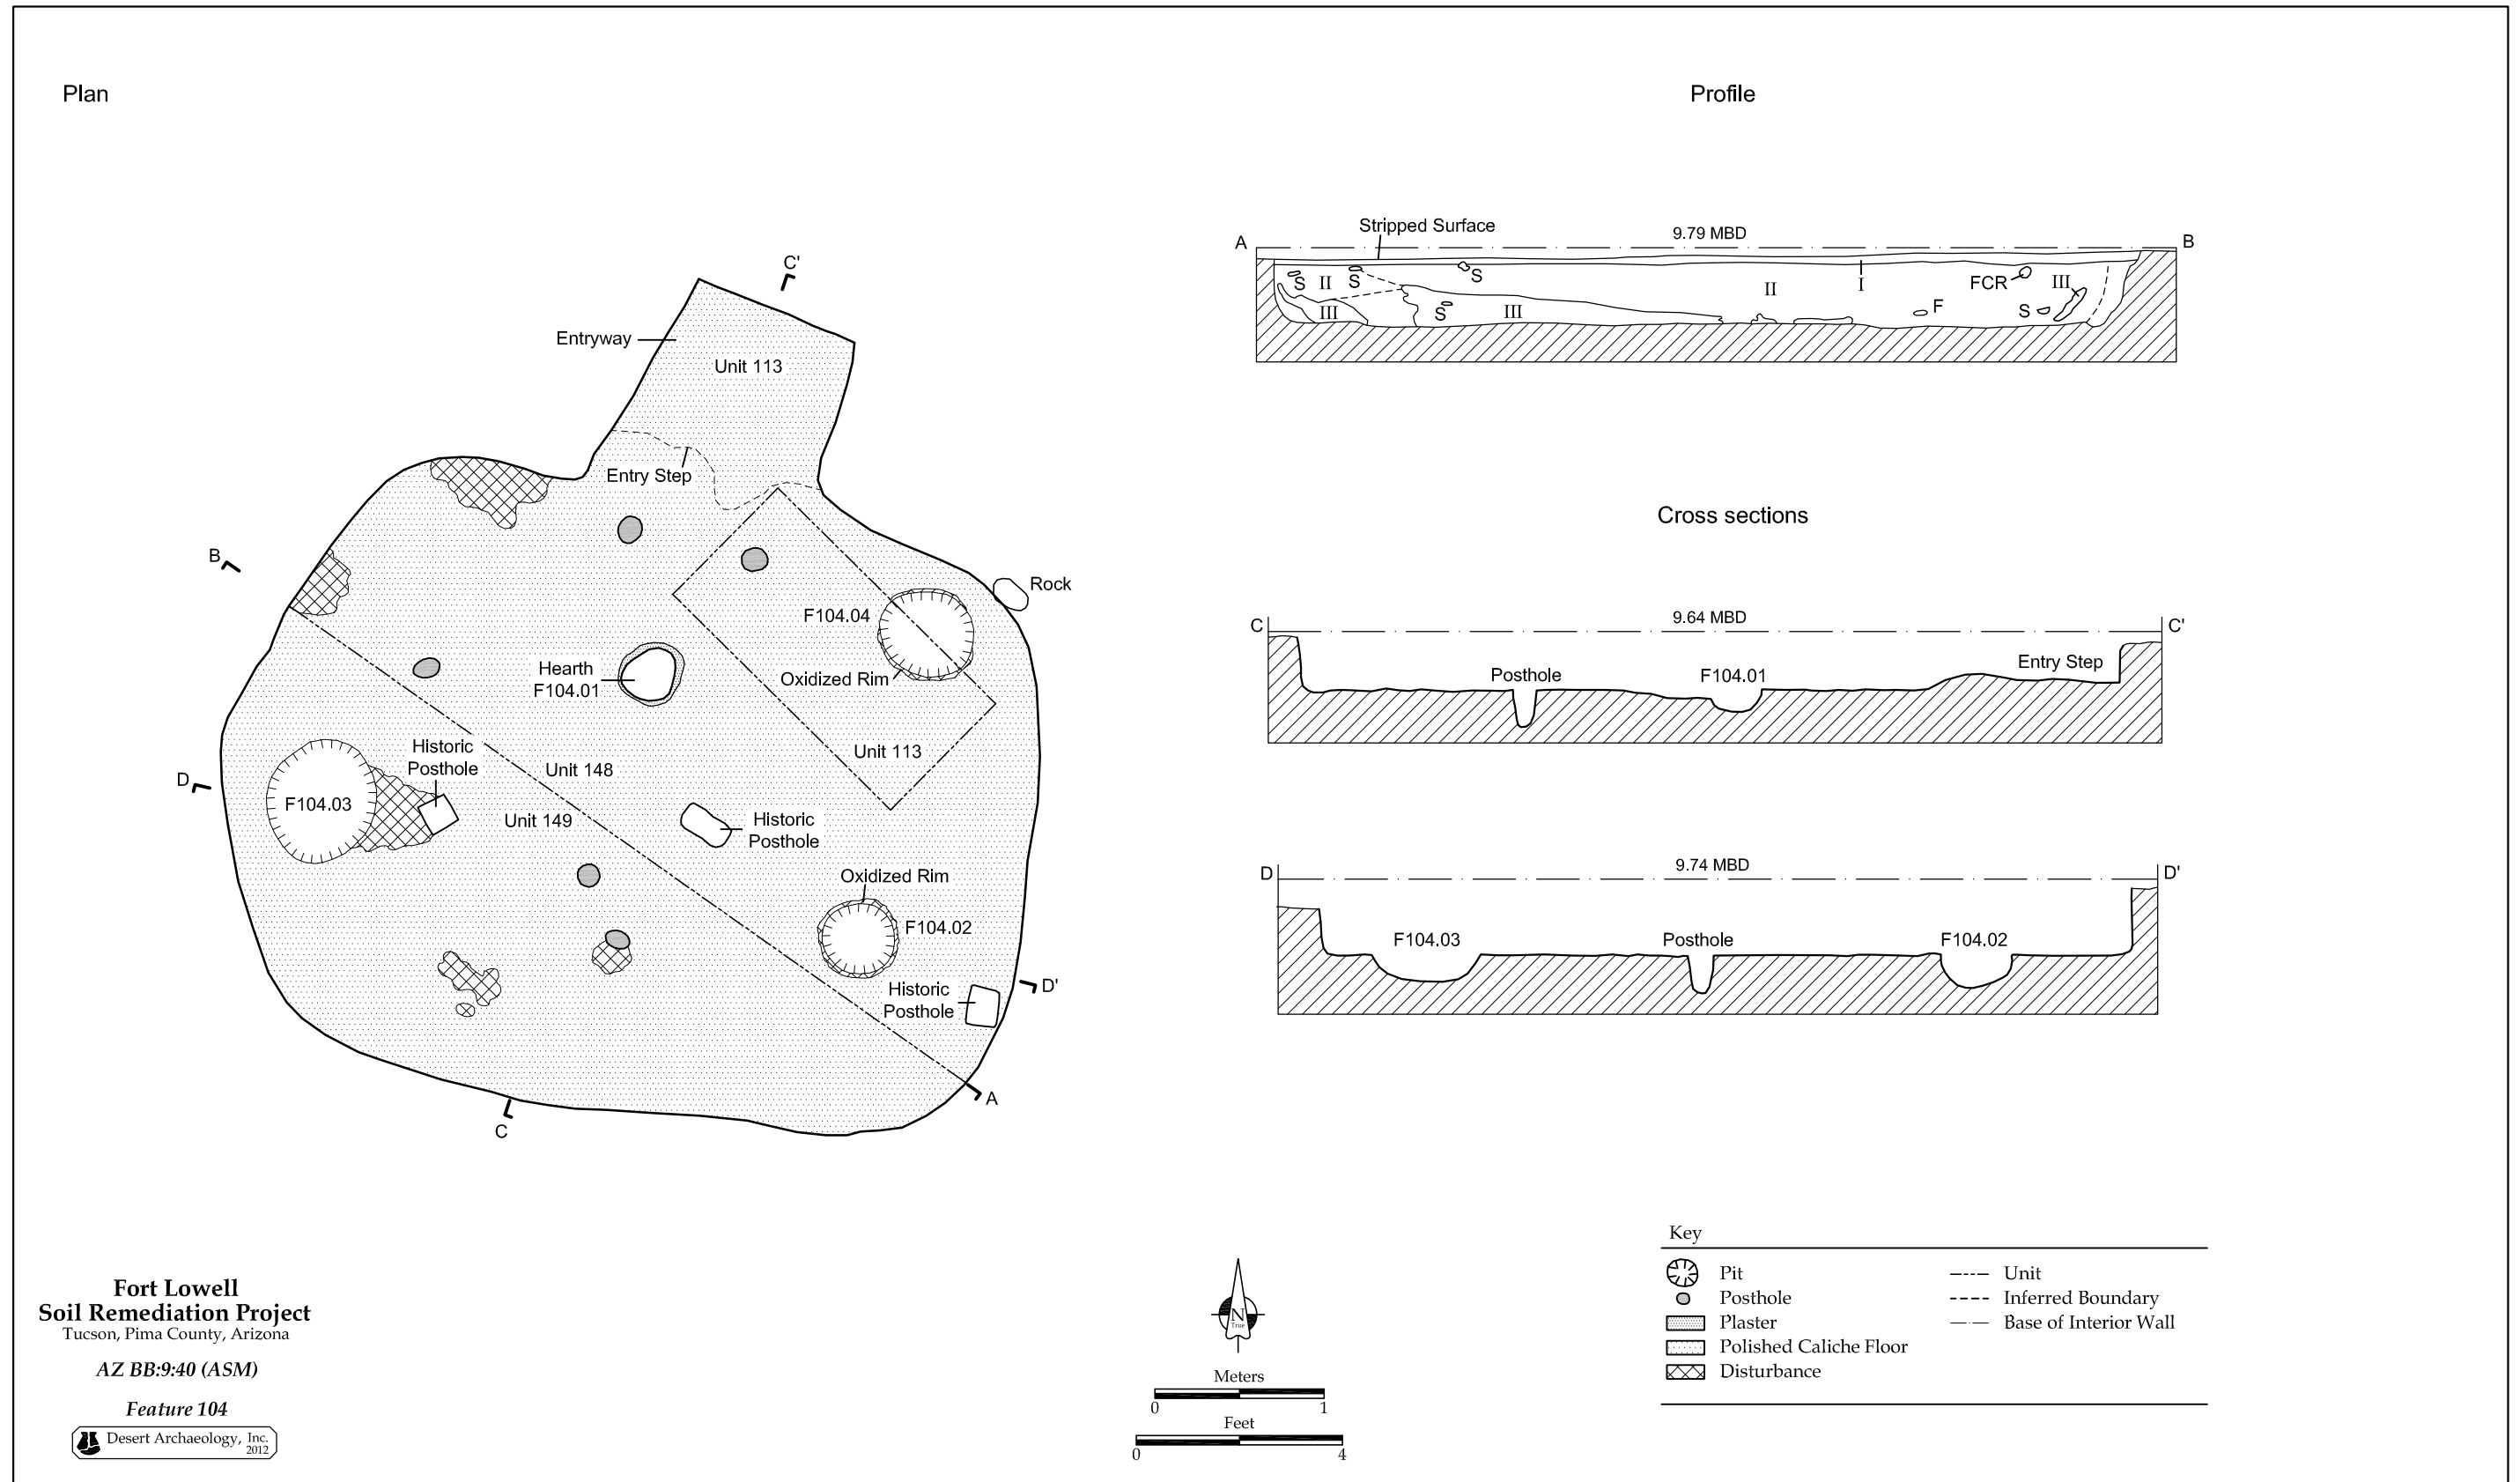 Plan
Profile
C'
Entryway
Unit 113
Entry Step
B
Rock
F104.04
Hearth
F104.01
Oxidized Rim
Historic
Posthole
Unit 148
Unit 113
D
F104.03
Unit 149
Historic
Posthole
Oxidized Rim
F104.02
Historic
Posthole
D'
A
C
Stripped Surface
9.79 MBD
A
B
S
II
S
S
III
S
III
II
I
FCR
III
F
S
Cross sections
9.64 MBD
C
C'
Posthole
F104.01
Entry Step
9.74 MBD
D
D'
F104.03
Posthole
F104.02
Fort Lowell
Soil Remediation Project
Tucson, Pima County, Arizona
AZ BB:9:40 (ASM)
Feature 104
Desert Archaeology, Inc.
2012
N
True
Meters
0 1
Feet
0 4
Key
Pit
Posthole
Plaster
Polished Caliche Floor
Disturbance
Unit
Inferred Boundary
Base of Interior Wall